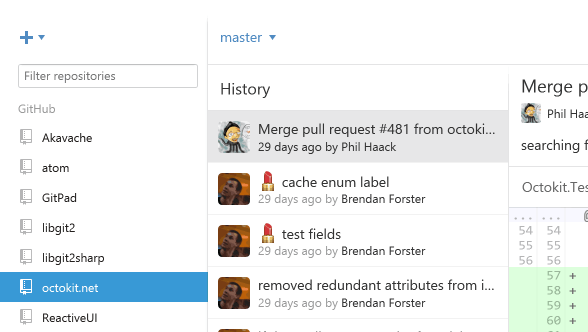 master
Filter repositories
GitHub
Akavache
atom
GitPad
libgit2
libgit2sharp
octokit.net
ReactiveUI
History
Merge pull request #481 from octoki...
29 days ago by Phil Haack
cache enum label
29 days ago by Brendan Forster
test fields
29 days ago by Brendan Forster
removed redundant attributes from i...
29 days ago by Brendan Forster
Merge p
Phil Haac
searching f
Octokit.Tes
... ...
54 54
55 55
56 56
57 +
58 +
59 +
60 +